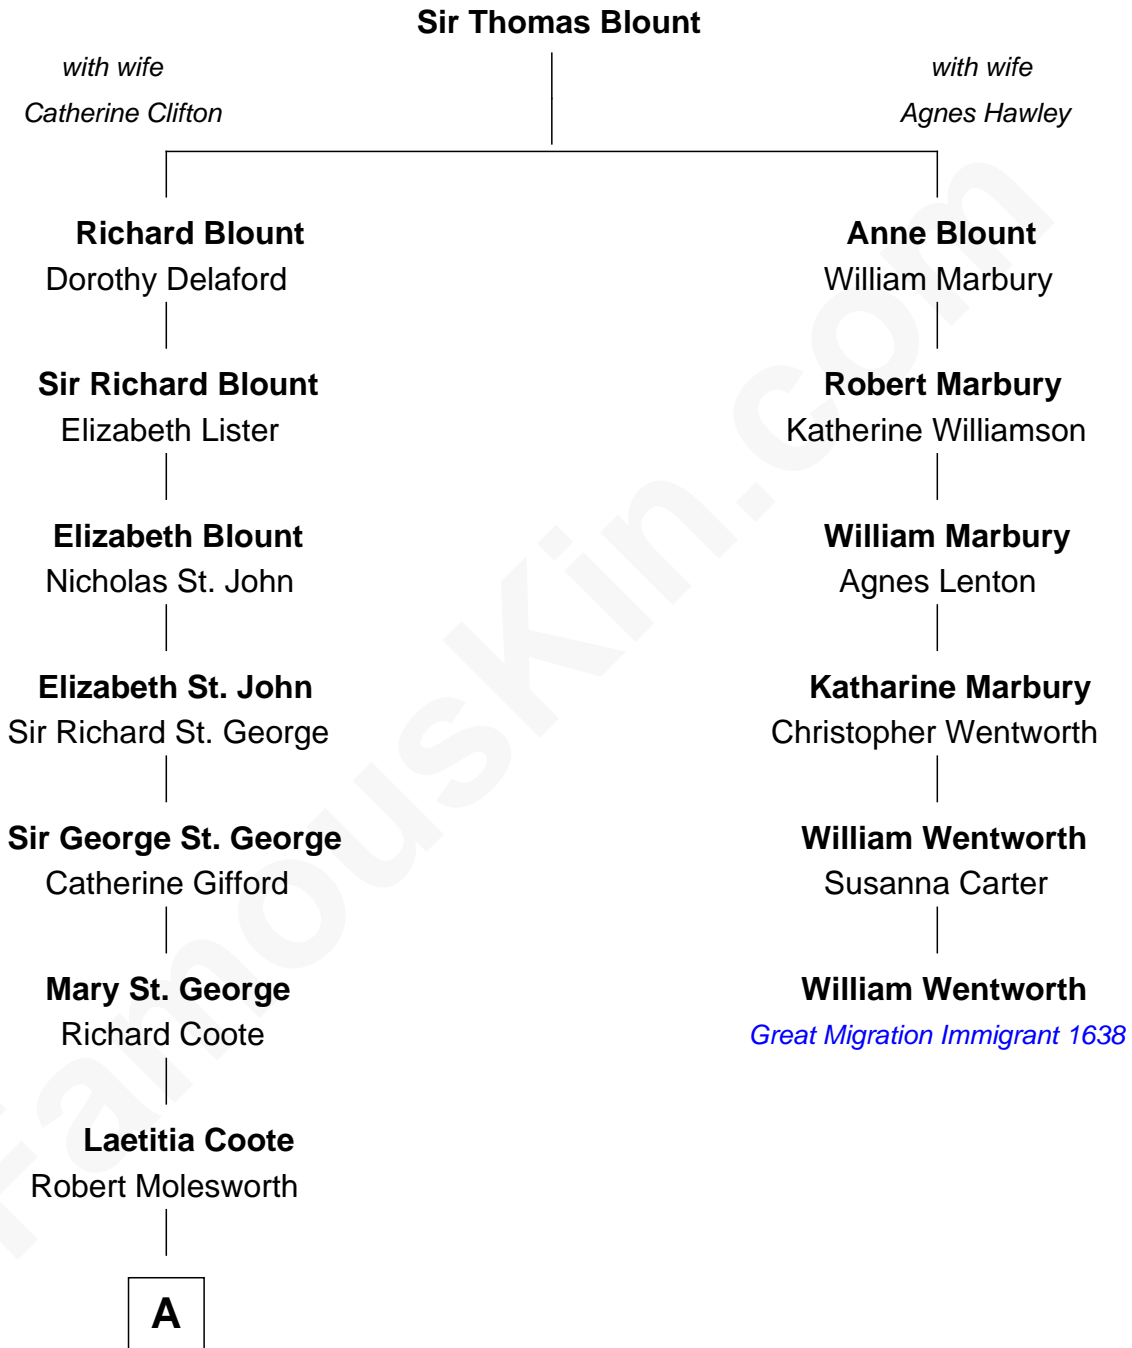 Sir Thomas Blount
with wife
Catherine Clifton
with wife
Agnes Hawley
Richard Blount
Dorothy Delaford
Anne Blount
William Marbury
Sir Richard Blount
Elizabeth Lister
Robert Marbury
Katherine Williamson
Elizabeth Blount
Nicholas St. John
William Marbury
Agnes Lenton
Elizabeth St. John
Sir Richard St. George
Katharine Marbury
Christopher Wentworth
Sir George St. George
Catherine Gifford
William Wentworth
Susanna Carter
Mary St. George
Richard Coote
William Wentworth
Great Migration Immigrant 1638
Laetitia Coote
Robert Molesworth
A
FamousKin.com